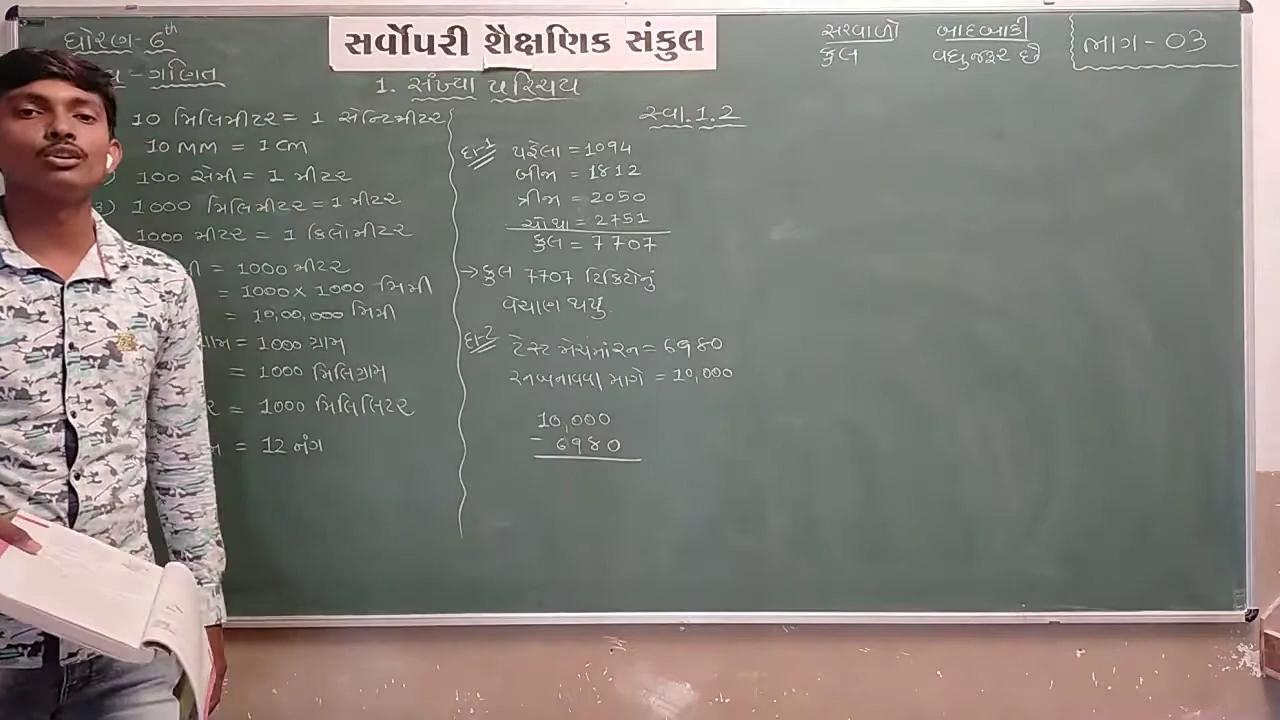 ધોરણ-6th
સર્વોપરી શૈક્ષણિક સંકુલ
સરવાળો બાદબાકી
કુલ વધુ જરૂર છે
ભાગ-03
ગણિત
1. સંખ્યા પરિચય
10 મિલિમીટર = 1 સેન્ટિમીટર
10 mm = 1 cm
100 સેમી = 1 મીટર
3) 1000 મિલિમીટર = 1 મીટર
1000 મીટર = 1 કિલોમીટર
મી = 1000 મીટર
= 1000 x 1000 મિમી
= 10,00,000 મિમી
ગ્રામ = 1000 ગ્રામ
= 1000 મિલિગ્રામ
ર = 1000 મિલિલિટર
ન = 12 નંગ
સ્વા.1.2
દા-1 પહેલા = 1094
બીજા = 1812
ત્રીજા = 2050
ચોથા = 2751
કુલ = 7707
→ કુલ 7707 ટિકિટોનું
વેચાણ થયું.
દા-2 ટેસ્ટ મેચમાં રન = 6980
રન બનાવવા માગે = 10,000
10,000
- 6980